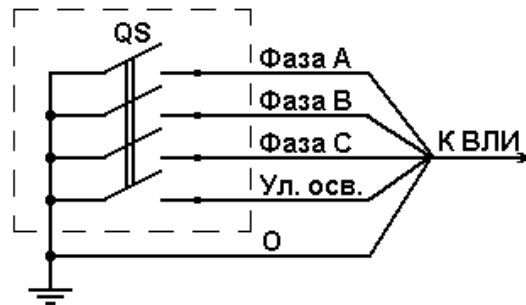 QS
Фаза А
Фаза В
Фаза С
К ВЛИ
Ул. осв.
О